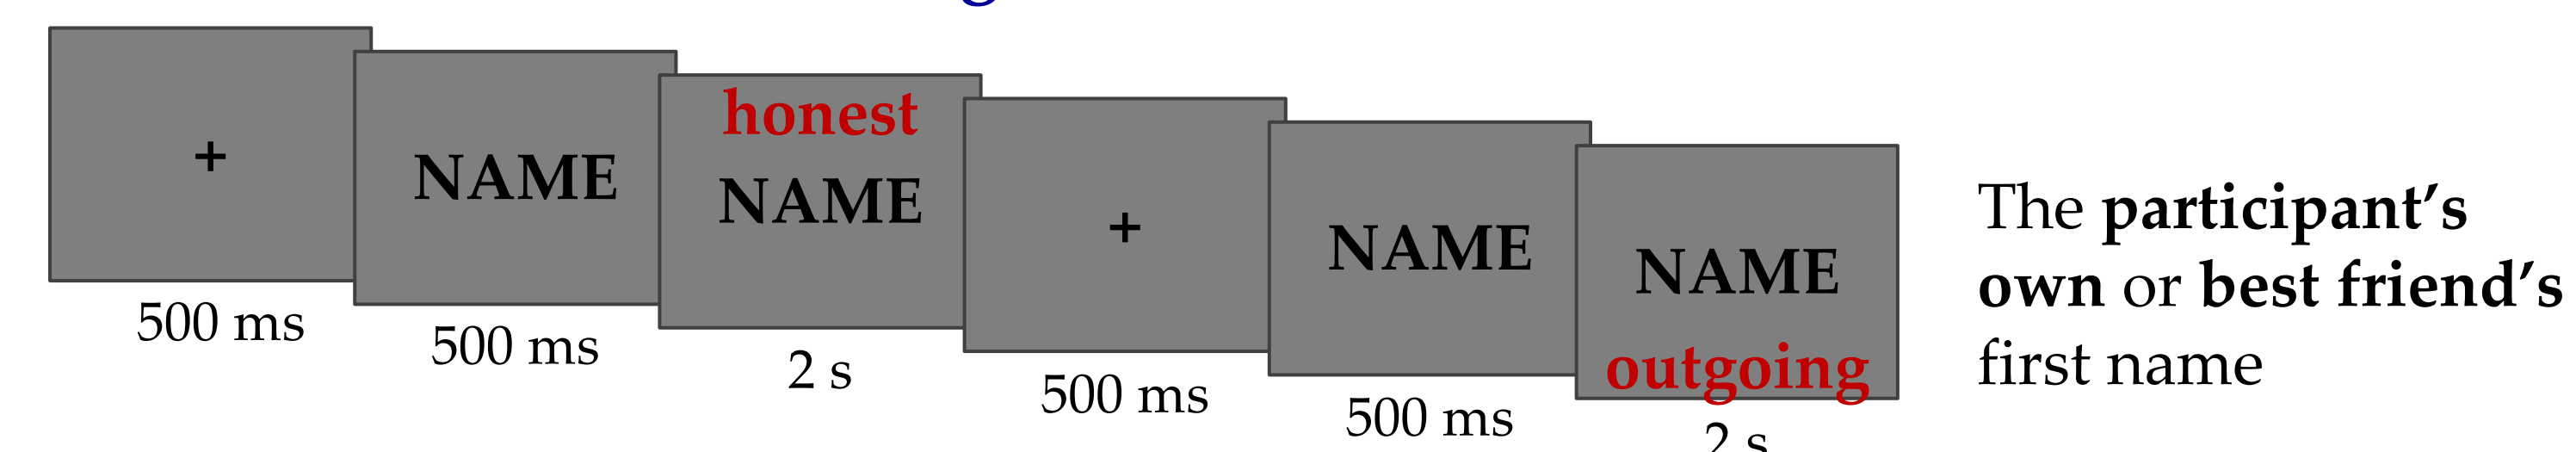 +
500 ms
NAME
500 ms
honest
NAME
2 s
+
500 ms
NAME
500 ms
NAME
outgoing
2 s
The participant's
own or best friend's
first name